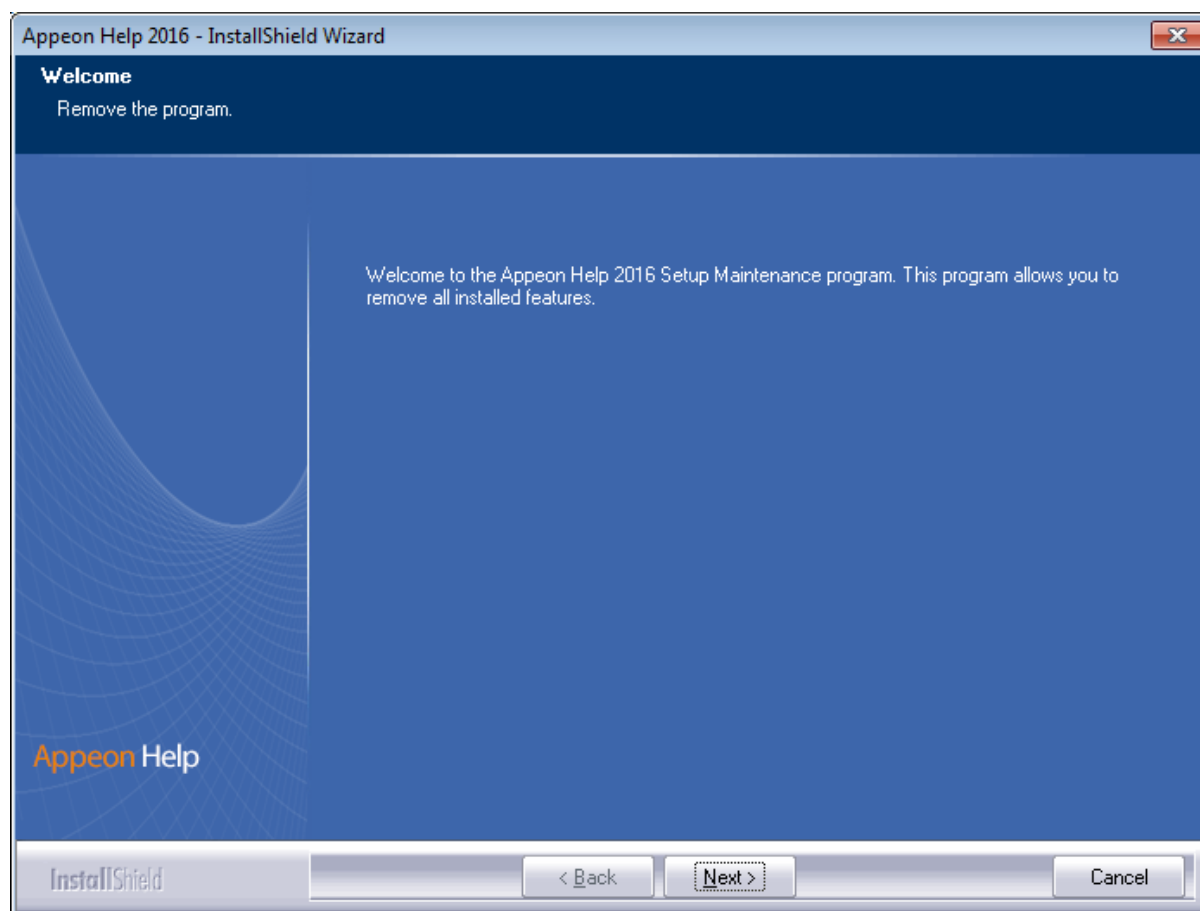 Appeon Help 2016 - InstallShield Wizard
Welcome
Remove the program.
Welcome to the Appeon Help 2016 Setup Maintenance program. This program allows you to
remove all installed features.
Appeon Help
InstallShield
< Back
Next >
Cancel